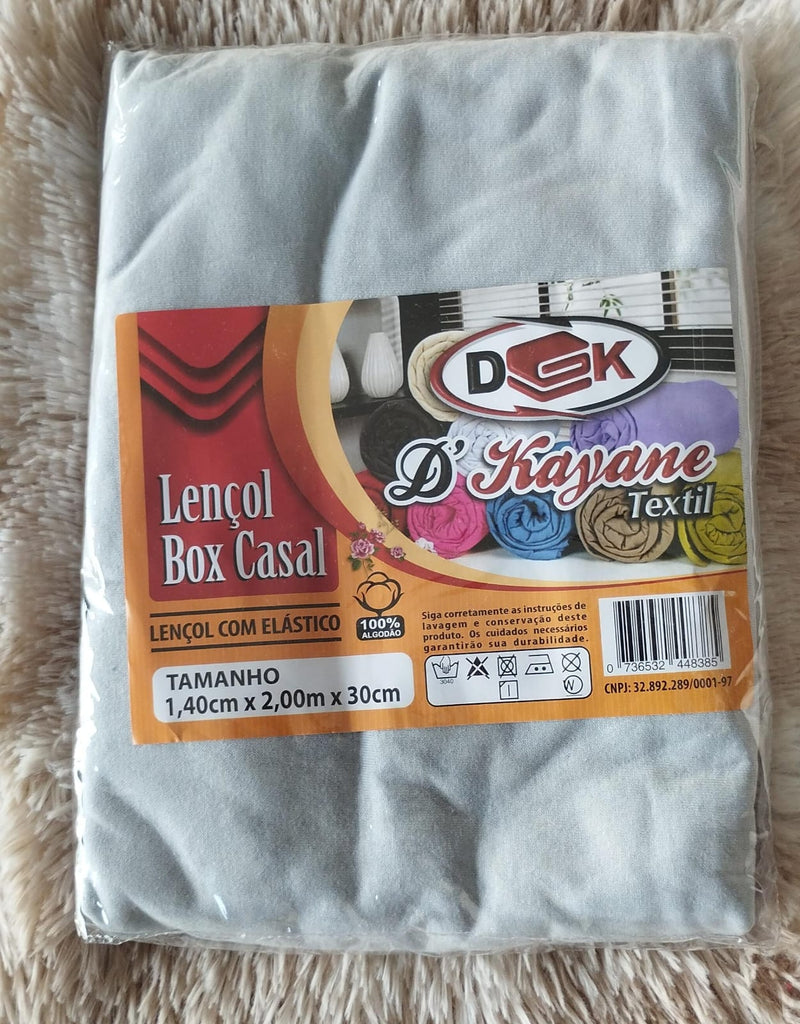 DK
D' Kayane
Textil
Lençol
Box Casal
LENÇOL COM ELÁSTICO
100%
ALGODÃO
TAMANHO
1,40cm x 2,00m x 30cm
Siga corretamente as instruções de
lavagem e conservação deste
produto. Os cuidados necessários
garantirão sua durabilidade.
3040
W
0 736532 448385
CNPJ: 32.892.289/0001-97